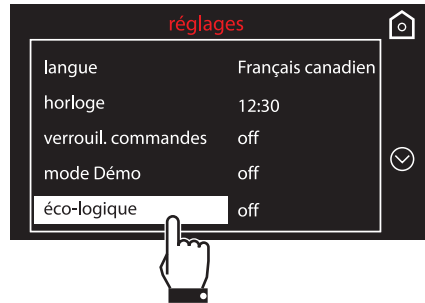 réglages
langue Français canadien
horloge 12:30
verrouil. commandes off
mode Démo off
éco-logique off